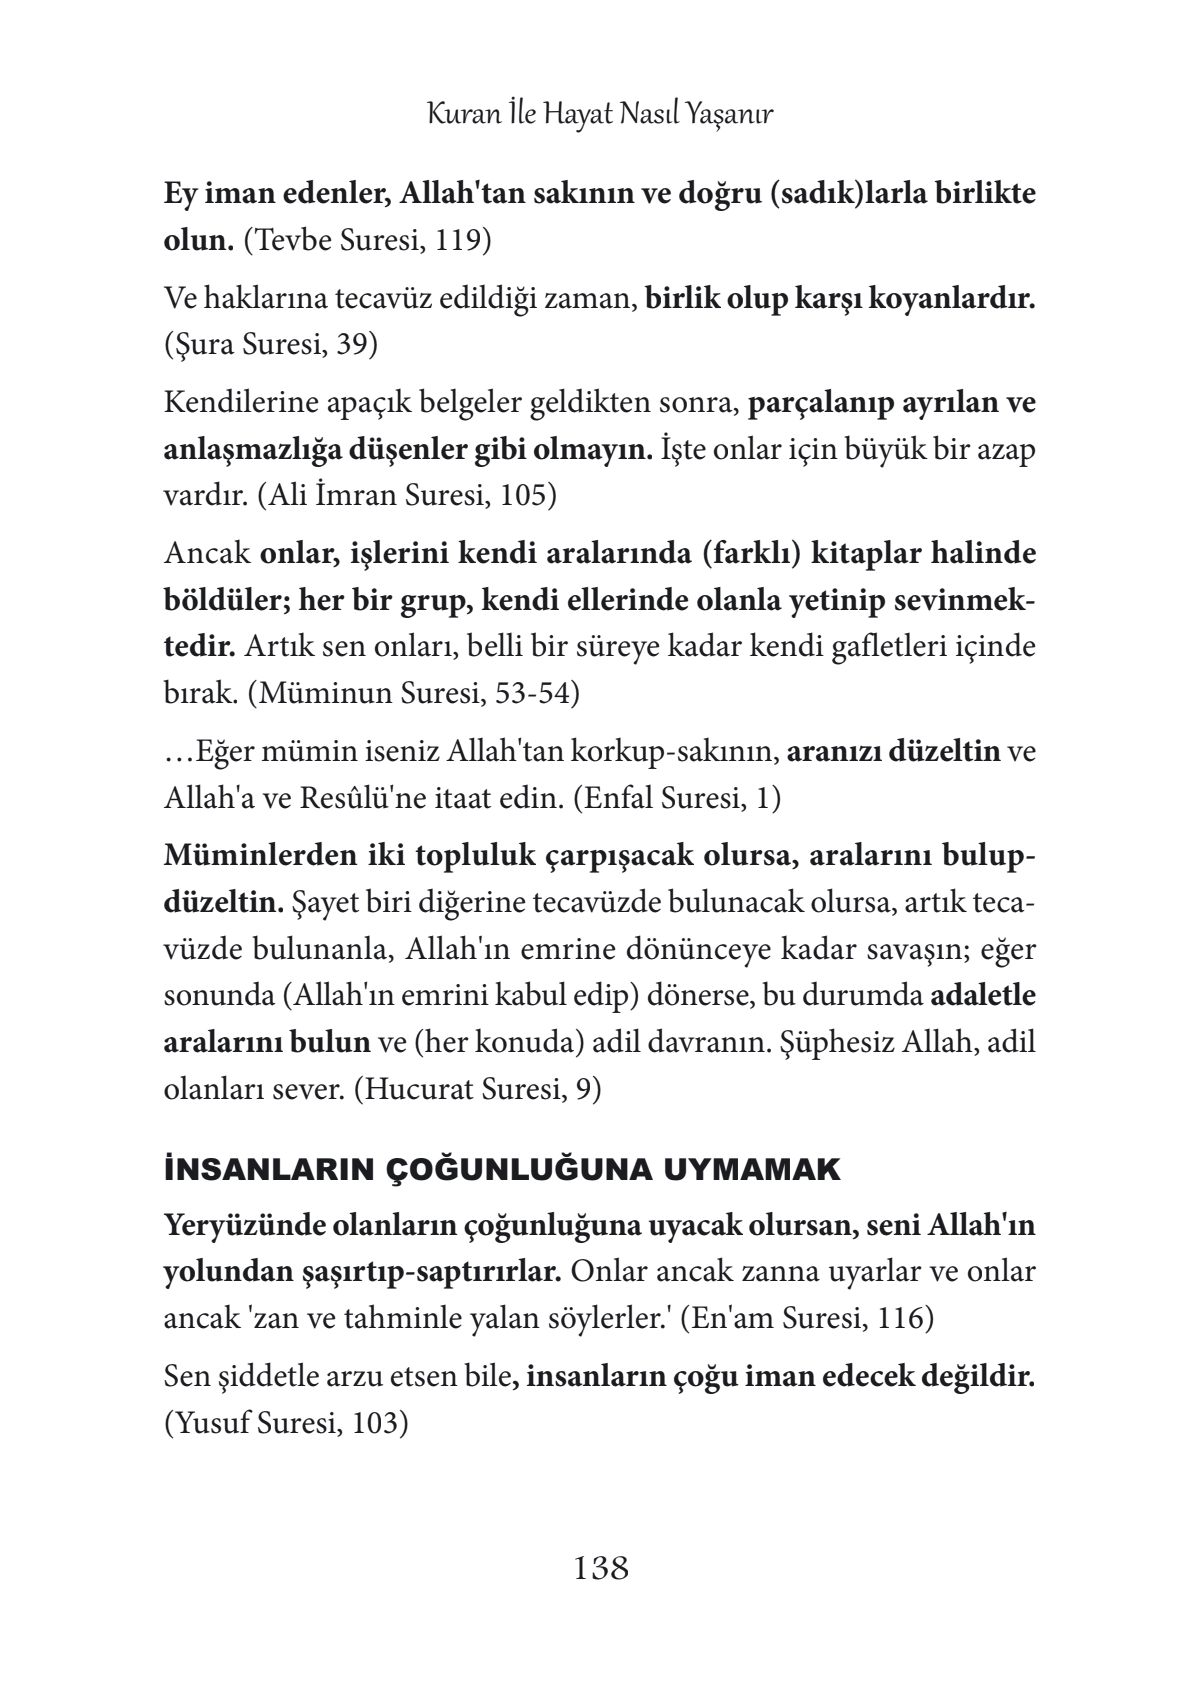 Kuran İle Hayat Nasıl Yaşanır
Ey iman edenler, Allah'tan sakının ve doğru (sadık)larla birlikte
olun. (Tevbe Suresi, 119)
Ve haklarına tecavüz edildiği zaman, birlik olup karşı koyanlardır.
(Şura Suresi, 39)
Kendilerine apaçık belgeler geldikten sonra, parçalanıp ayrılan ve
anlaşmazlığa düşenler gibi olmayın. İşte onlar için büyük bir azap
vardır. (Ali İmran Suresi, 105)
Ancak onlar, işlerini kendi aralarında (farklı) kitaplar halinde
böldüler; her bir grup, kendi ellerinde olanla yetinip sevinmek-
tedir. Artık sen onları, belli bir süreye kadar kendi gafletleri içinde
bırak. (Müminun Suresi, 53-54)
…Eğer mümin iseniz Allah'tan korkup-sakının, aranızı düzeltin ve
Allah'a ve Resûlü'ne itaat edin. (Enfal Suresi, 1)
Müminlerden iki topluluk çarpışacak olursa, aralarını bulup-
düzeltin. Şayet biri diğerine tecavüzde bulunacak olursa, artık teca-
vüzde bulunanla, Allah'ın emrine dönünceye kadar savaşın; eğer
sonunda (Allah'ın emrini kabul edip) dönerse, bu durumda adaletle
aralarını bulun ve (her konuda) adil davranın. Şüphesiz Allah, adil
olanları sever. (Hucurat Suresi, 9)
İNSANLARIN ÇOĞUNLUĞUNA UYMAMAK
Yeryüzünde olanların çoğunluğuna uyacak olursan, seni Allah'ın
yolundan şaşırtıp-saptırırlar. Onlar ancak zanna uyarlar ve onlar
ancak 'zan ve tahminle yalan söylerler.' (En'am Suresi, 116)
Sen şiddetle arzu etsen bile, insanların çoğu iman edecek değildir.
(Yusuf Suresi, 103)
138